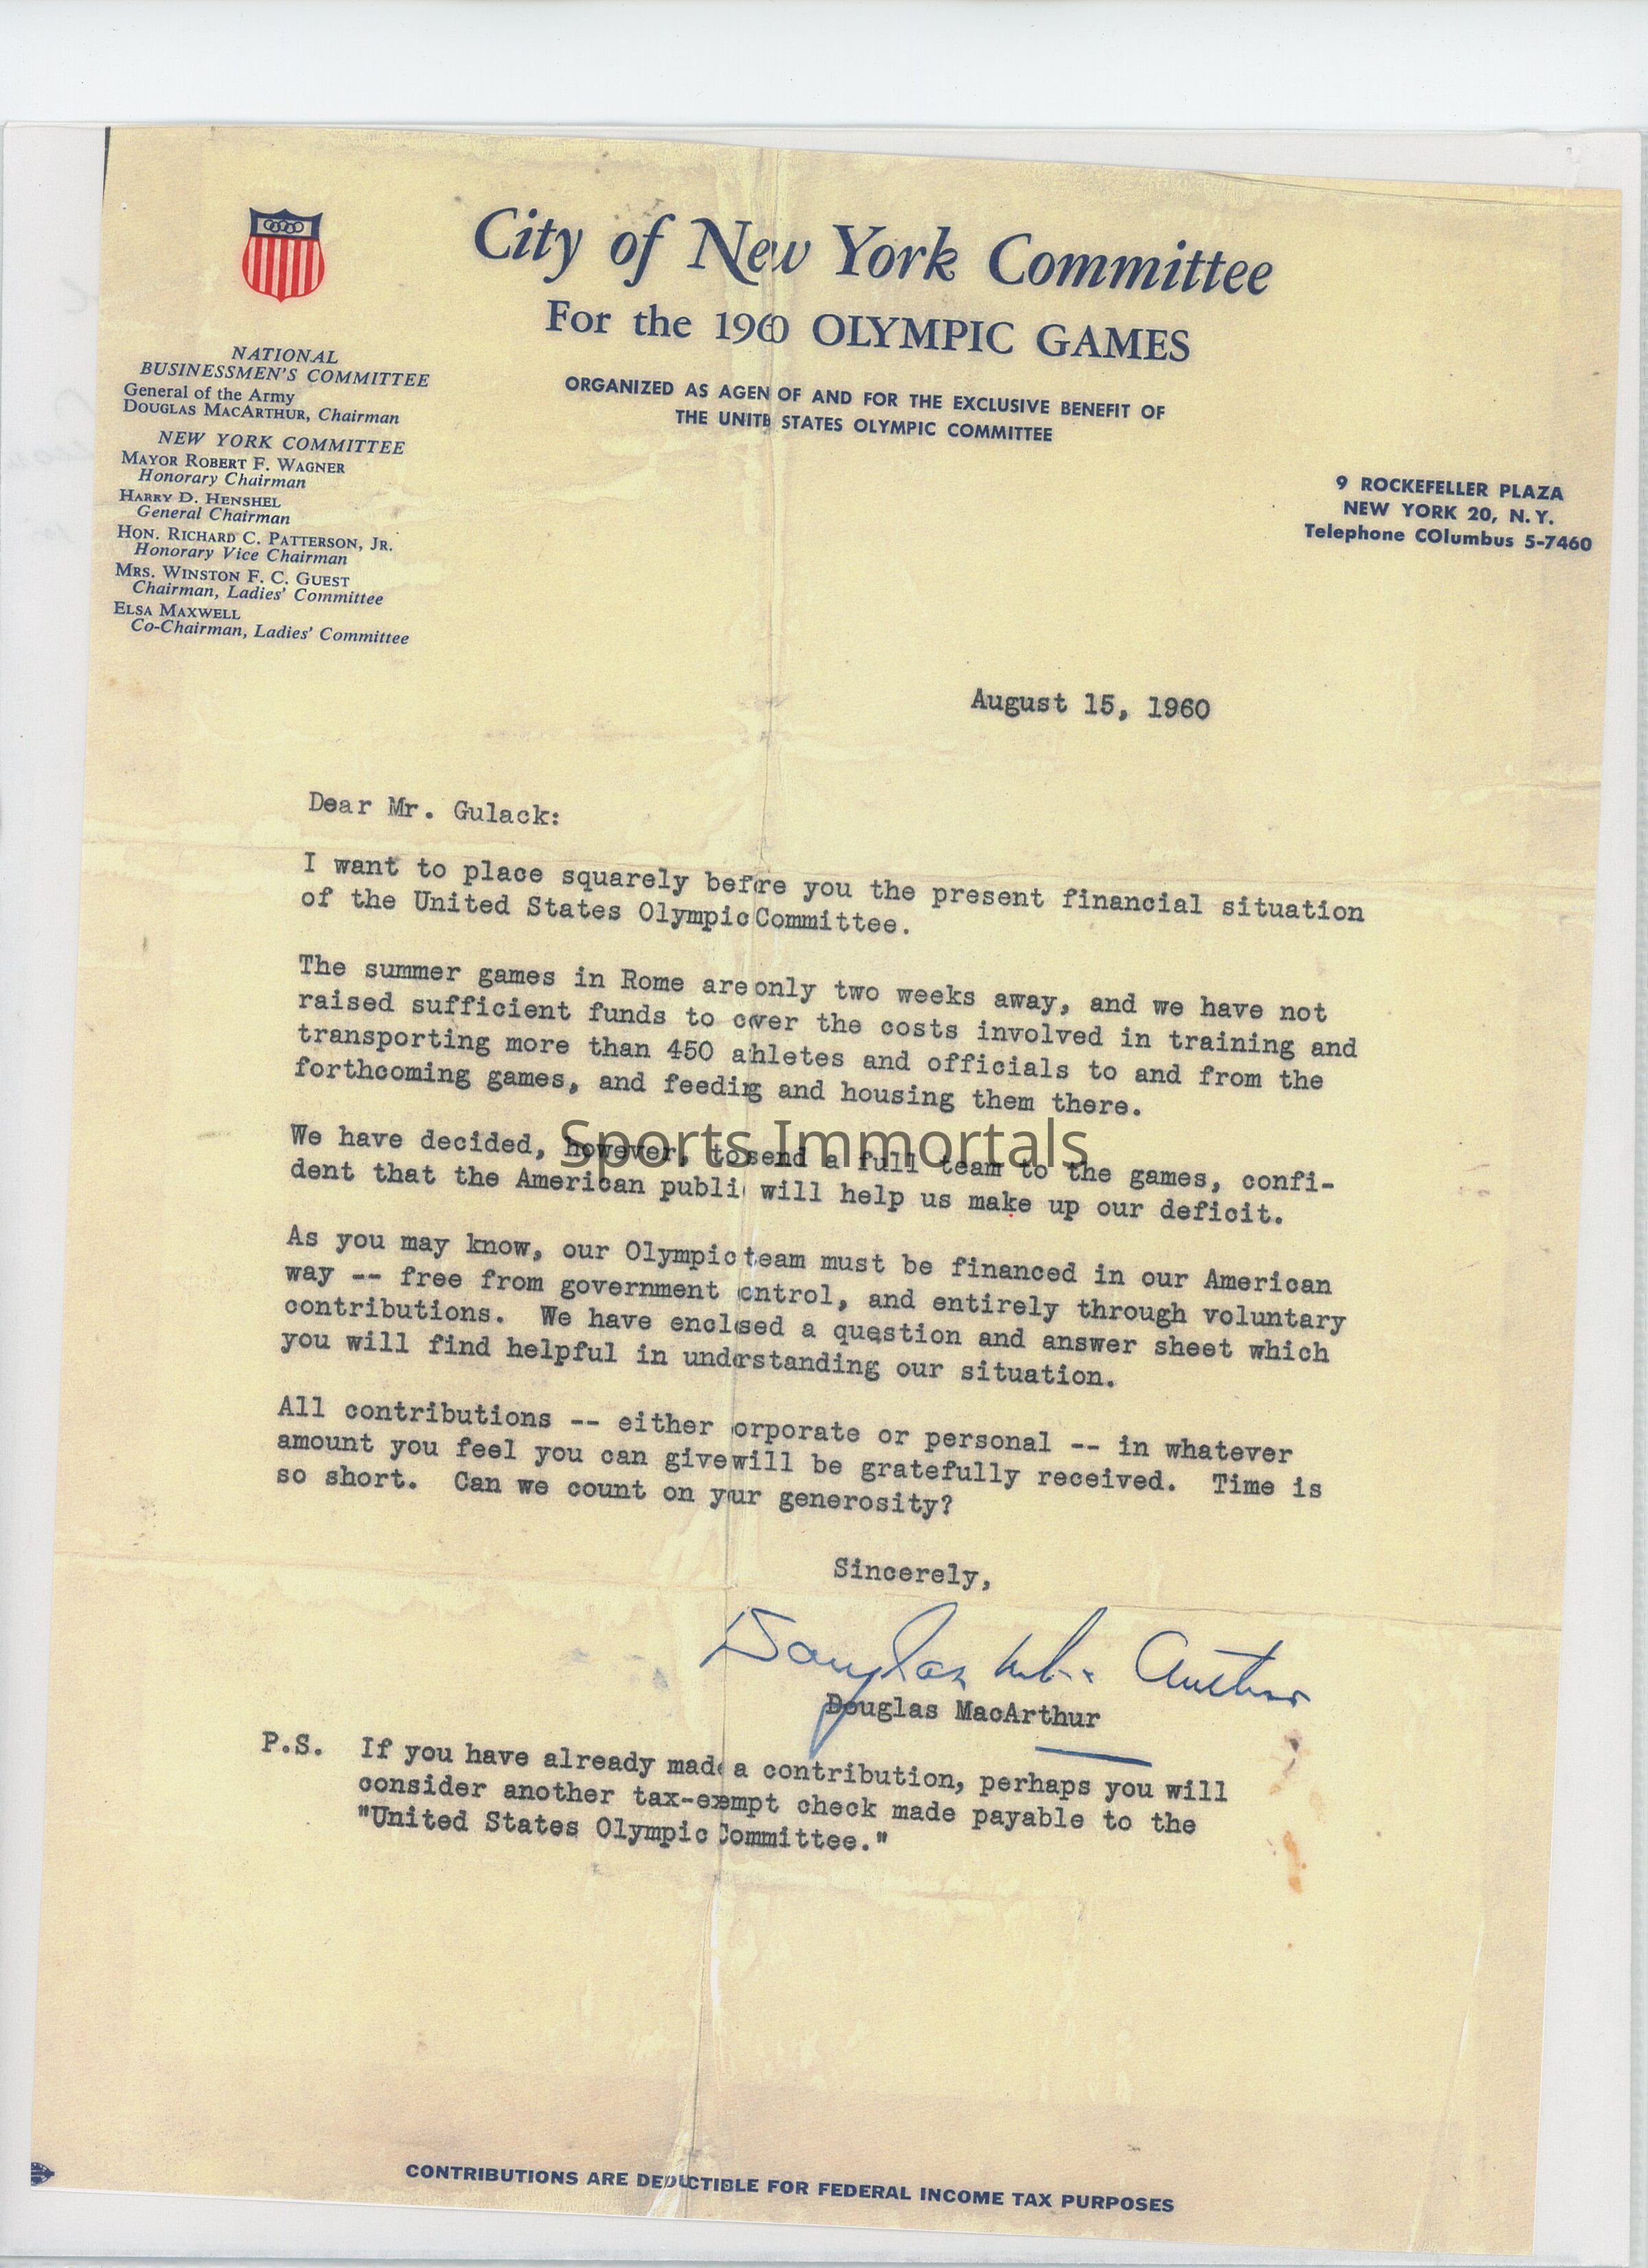 City of New York Committee
For the 1960 OLYMPIC GAMES
ORGANIZED AS AGEN OF AND FOR THE EXCLUSIVE BENEFIT OF
THE UNITE STATES OLYMPIC COMMITTEE
NATIONAL
BUSINESSMEN'S COMMITTEE
General of the Army
DOUGLAS MACARTHUR, Chairman
NEW YORK COMMITTEE
MAYOR ROBERT F. WAGNER
Honorary Chairman
HARRY D. HENSHEL
General Chairman
HON. RICHARD C. PATTERSON, JR.
Honorary Vice Chairman
MRS. WINSTON F. C. GUEST
Chairman, Ladies' Committee
ELSA MAXWELL
Co-Chairman, Ladies' Committee
9 ROCKEFELLER PLAZA
NEW YORK 20, N.Y.
Telephone COlumbus 5-7460
August 15, 1960
Dear Mr. Gulack:
I want to place squarely before you the present financial situation
of the United States Olympic Committee.
The summer games in Rome are only two weeks away, and we have not
raised sufficient funds to cover the costs involved in training and
transporting more than 450 athletes and officials to and from the
forthcoming games, and feeding and housing them there.
We have decided, however, to send a full team to the games, confi-
dent that the American public will help us make up our deficit.
Sports Immortals
As you may know, our Olympic team must be financed in our American
way -- free from government control, and entirely through voluntary
contributions. We have enclosed a question and answer sheet which
you will find helpful in understanding our situation.
All contributions -- either corporate or personal -- in whatever
amount you feel you can give will be gratefully received. Time is
so short. Can we count on your generosity?
Sincerely,
Douglas MacArthur
Douglas MacArthur
P.S. If you have already made a contribution, perhaps you will
consider another tax-exempt check made payable to the
"United States Olympic Committee."
CONTRIBUTIONS ARE DEDUCTIBLE FOR FEDERAL INCOME TAX PURPOSES